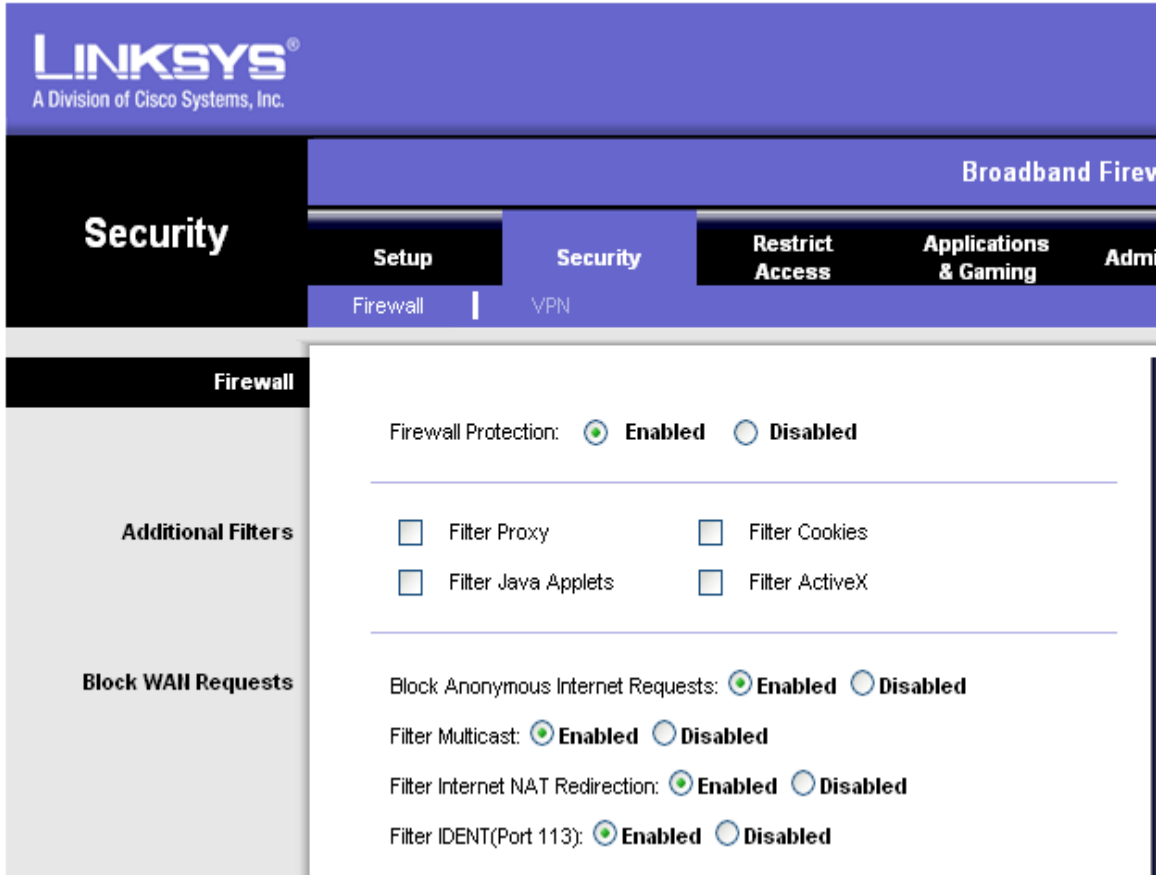 LINKSYS®
A Division of Cisco Systems, Inc.
Broadband
Security
Setup
Security
Restrict Access
Applications & Gaming
Firewall
VPN
Firewall
Firewall Protection: Enabled Disabled
Additional Filters
Filter Proxy Filter Cookies
Filter Java Applets Filter ActiveX
Block WAN Requests
Block Anonymous Internet Requests: Enabled Disabled
Filter Multicast: Enabled Disabled
Filter Internet NAT Redirection: Enabled Disabled
Filter IDENT(Port 113): Enabled Disabled